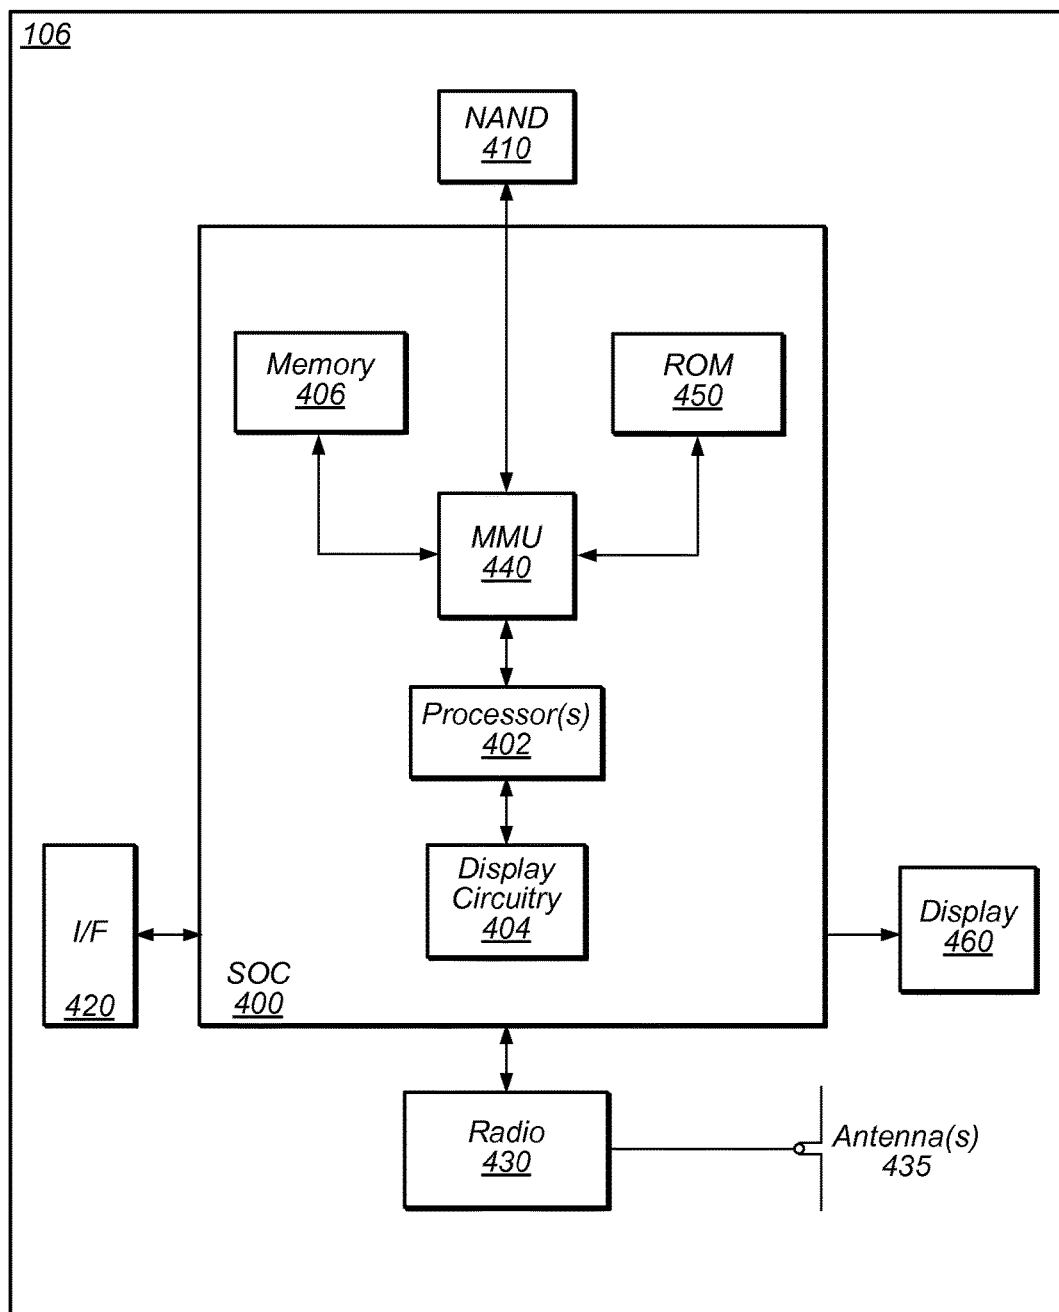 106
NAND
410
Memory
406
ROM
450
MMU
440
Processor(s)
402
Display
Circuitry
404
I/F
420
SOC
400
Display
460
Radio
430
Antenna(s)
435